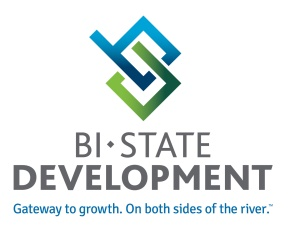 BI·STATE
DEVELOPMENT
Gateway to growth. On both sides of the river.™